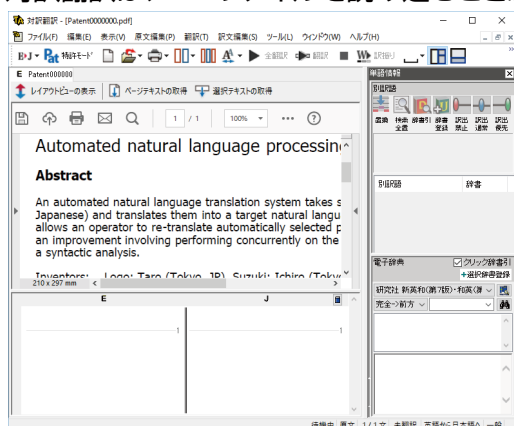 対訳翻訳 - [Patent0000000.pdf]
ファイル(F) 編集(E) 表示(V) 原文編集(P) 翻訳(T) 訳文編集(S) ツール(L) ウィンドウ(W) ヘルプ(H)
E›J Pat 特許モード 全翻訳 翻訳
E Patent000000
レイアウトビューの表示 ページテキストの取得 選択テキストの取得
1 / 1 100%
Automated natural language processin
Abstract
An automated natural language translation system takes s
Japanese) and translates them into a target natural langu
allows an operator to re-translate automatically selected p
an improvement involving performing concurrently on the
a syntactic analysis.
Inventors: Logo; Taro (Tokyo, JP), Suzuki; Ichiro (Toky
210 x 297 mm
E J
1 1
単語情報
別訳語
置換 検索 辞書引 辞書 訳出 訳出 訳出
全置 登録 禁止 通常 優先
別訳語 辞書
電子辞典 クリック辞書引
+選択辞書登録
研究社 新英和(第7版)・和英(第
完全->前方
待機中 原文 1/1文 未翻訳 英語から日本語へ 一般